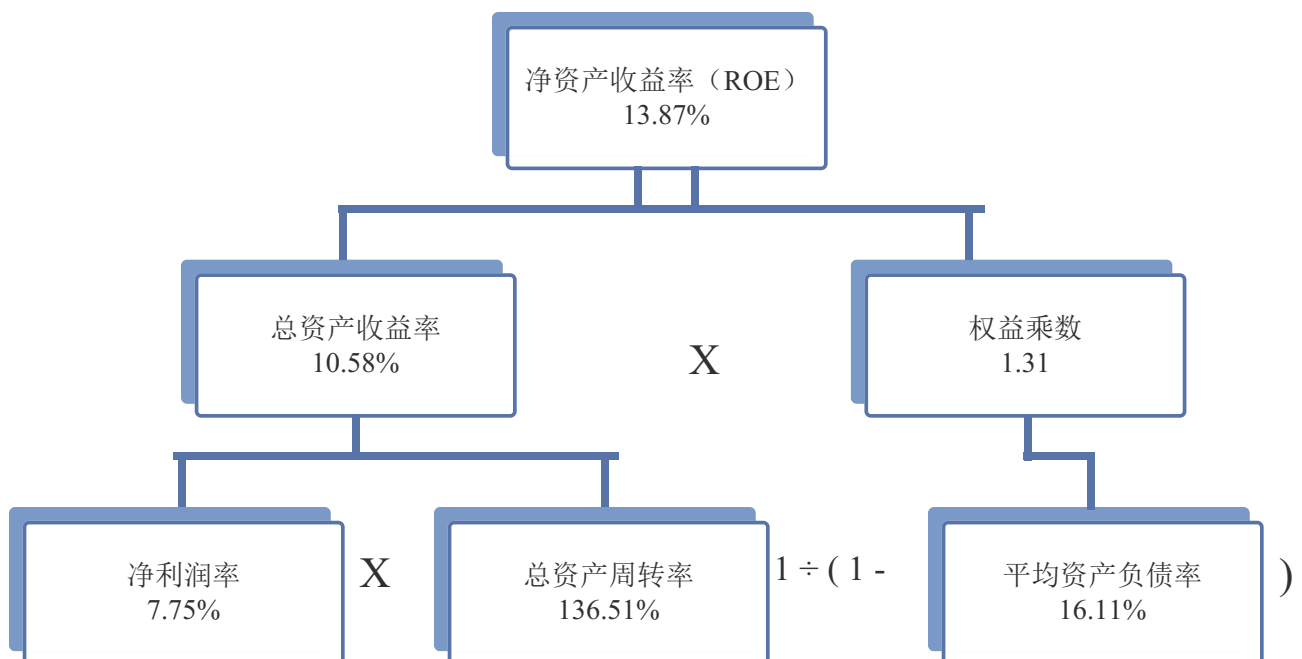 净资产收益率（ROE）
13.87%
总资产收益率
10.58%
X
权益乘数
1.31
净利润率
7.75%
X
总资产周转率
136.51%
1 ÷ ( 1 -
平均资产负债率
16.11%
)